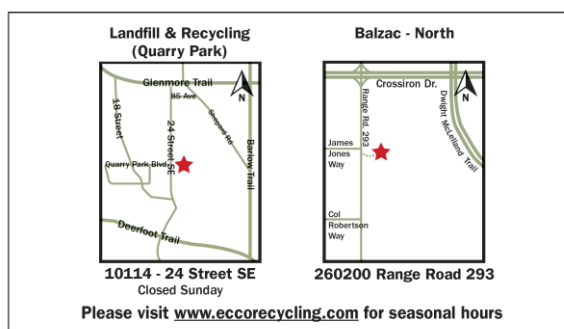 Landfill & Recycling
(Quarry Park)
Glenmore Trail
85 Ave
18 Street
24 Street SE
Shepard Rd
Barlow Trail
N
Quarry Park Blvd
Deerfoot Trail
10114 - 24 Street SE
Closed Sunday
Balzac - North
Crossiron Dr.
Range Rd. 293
Dwight McLelland Trail
N
James
Jones
Way
Col
Robertson
Way
260200 Range Road 293
Please visit www.eccorecycling.com for seasonal hours